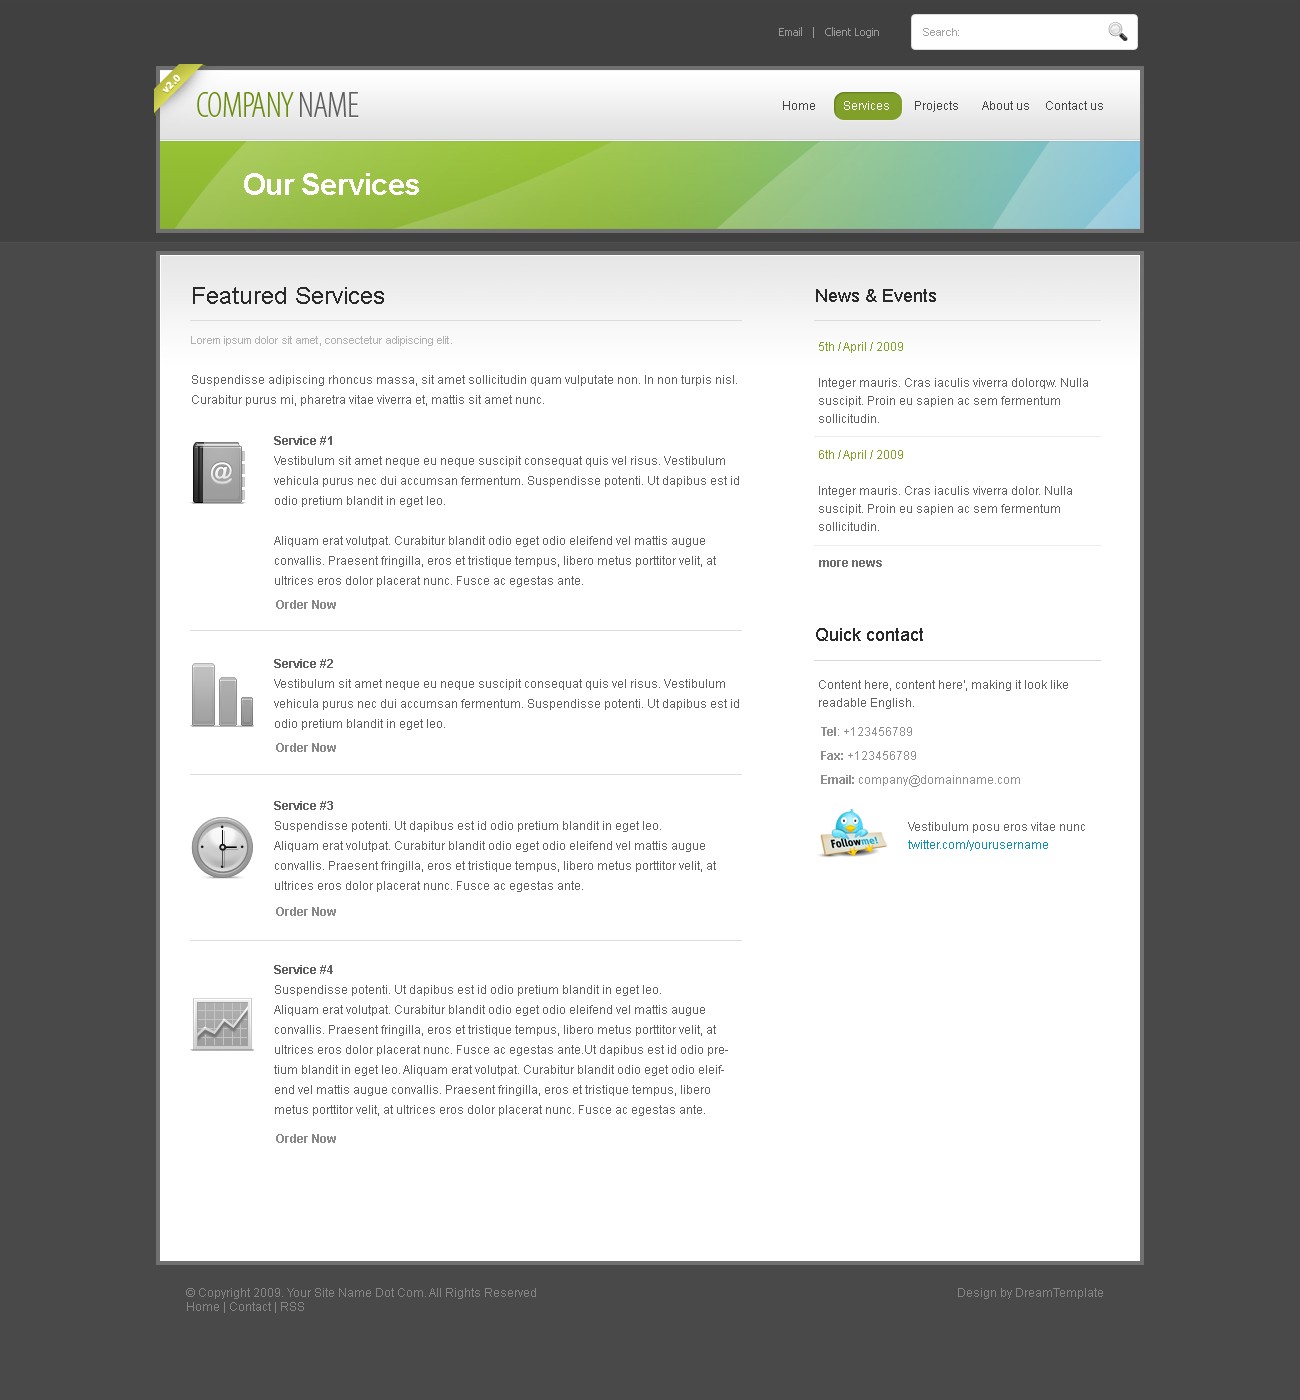 Email | Client Login
Search:
v2.0
COMPANY NAME
Home Services Projects About us Contact us
Our Services
Featured Services
Lorem ipsum dolor sit amet, consectetur adipiscing elit.
Suspendisse adipiscing rhoncus massa, sit amet sollicitudin quam vulputate non. In non turpis nisl.
Curabitur purus mi, pharetra vitae viverra et, mattis sit amet nunc.
Service #1
Vestibulum sit amet neque eu neque suscipit consequat quis vel risus. Vestibulum
vehicula purus nec dui accumsan fermentum. Suspendisse potenti. Ut dapibus est id
odio pretium blandit in eget leo.
Aliquam erat volutpat. Curabitur blandit odio eget odio eleifend vel mattis augue
convallis. Praesent fringilla, eros et tristique tempus, libero metus porttitor velit, at
ultrices eros dolor placerat nunc. Fusce ac egestas ante.
Order Now
Service #2
Vestibulum sit amet neque eu neque suscipit consequat quis vel risus. Vestibulum
vehicula purus nec dui accumsan fermentum. Suspendisse potenti. Ut dapibus est id
odio pretium blandit in eget leo.
Order Now
Service #3
Suspendisse potenti. Ut dapibus est id odio pretium blandit in eget leo.
Aliquam erat volutpat. Curabitur blandit odio eget odio eleifend vel mattis augue
convallis. Praesent fringilla, eros et tristique tempus, libero metus porttitor velit, at
ultrices eros dolor placerat nunc. Fusce ac egestas ante.
Order Now
Service #4
Suspendisse potenti. Ut dapibus est id odio pretium blandit in eget leo.
Aliquam erat volutpat. Curabitur blandit odio eget odio eleifend vel mattis augue
convallis. Praesent fringilla, eros et tristique tempus, libero metus porttitor velit, at
ultrices eros dolor placerat nunc. Fusce ac egestas ante.Ut dapibus est id odio pre-
tium blandit in eget leo. Aliquam erat volutpat. Curabitur blandit odio eget odio eleif-
end vel mattis augue convallis. Praesent fringilla, eros et tristique tempus, libero
metus porttitor velit, at ultrices eros dolor placerat nunc. Fusce ac egestas ante.
Order Now
News & Events
5th / April / 2009
Integer mauris. Cras iaculis viverra dolorqw. Nulla
suscipit. Proin eu sapien ac sem fermentum
sollicitudin.
6th / April / 2009
Integer mauris. Cras iaculis viverra dolor. Nulla
suscipit. Proin eu sapien ac sem fermentum
sollicitudin.
more news
Quick contact
Content here, content here', making it look like
readable English.
Tel: +123456789
Fax: +123456789
Email: company@domainname.com
Follow me!
Vestibulum posu eros vitae nunc
twitter.com/yourusername
© Copyright 2009. Your Site Name Dot Com. All Rights Reserved
Home | Contact | RSS
Design by DreamTemplate